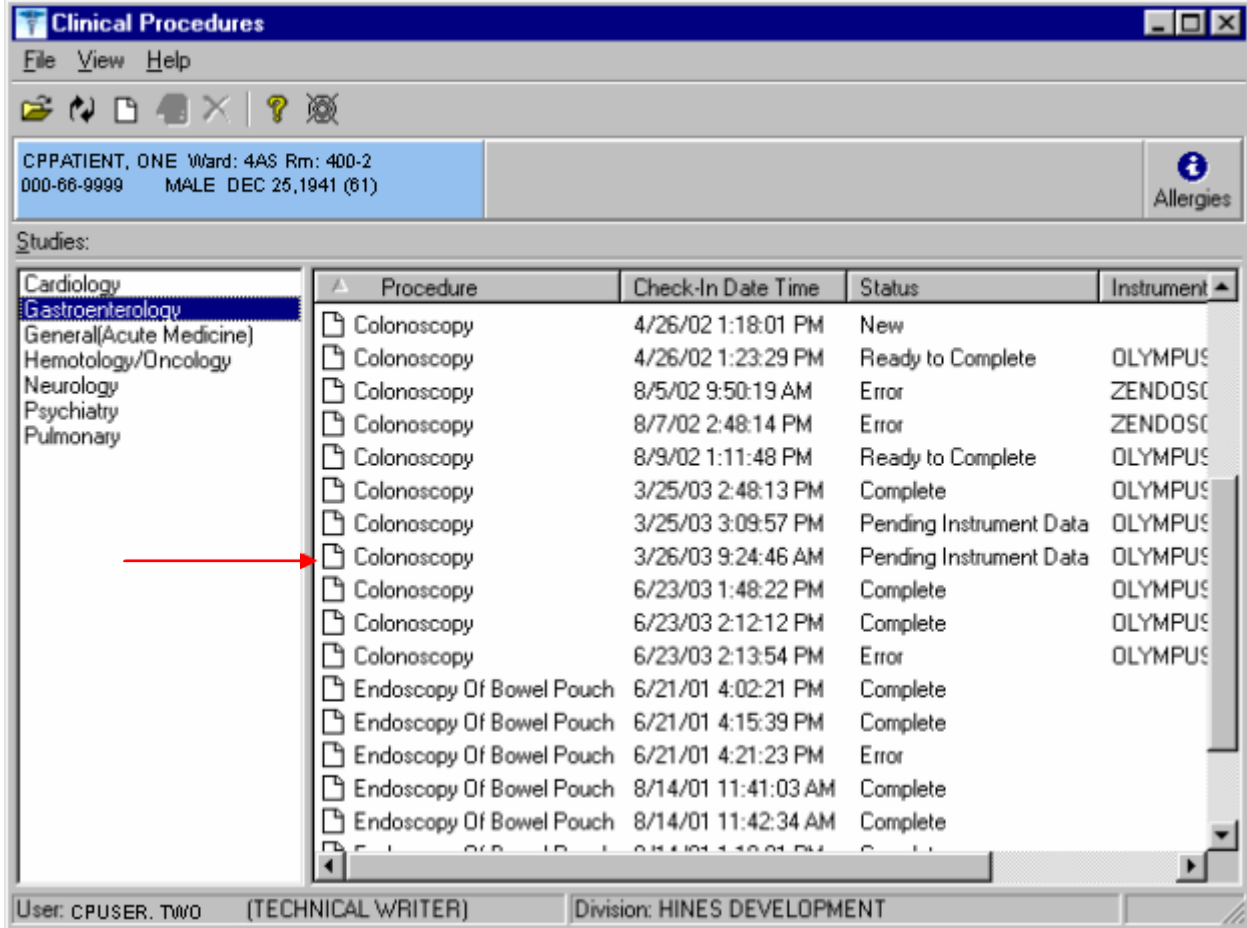 Clinical Procedures
File View Help
CPPATIENT, ONE Ward: 4AS Rm: 400-2
000-66-9999 MALE DEC 25,1941 (61)
Allergies
Studies:
Cardiology
Gastroenterology
General(Acute Medicine)
Hemotology/Oncology
Neurology
Psychiatry
Pulmonary
Procedure Check-In Date Time Status Instrument
Colonoscopy 4/26/02 1:18:01 PM New
Colonoscopy 4/26/02 1:23:29 PM Ready to Complete OLYMPUS
Colonoscopy 8/5/02 9:50:19 AM Error ZENDOSC
Colonoscopy 8/7/02 2:48:14 PM Error ZENDOSC
Colonoscopy 8/9/02 1:11:48 PM Ready to Complete OLYMPUS
Colonoscopy 3/25/03 2:48:13 PM Complete OLYMPUS
Colonoscopy 3/25/03 3:09:57 PM Pending Instrument Data OLYMPUS
Colonoscopy 3/26/03 9:24:46 AM Pending Instrument Data OLYMPUS
Colonoscopy 6/23/03 1:48:22 PM Complete OLYMPUS
Colonoscopy 6/23/03 2:12:12 PM Complete OLYMPUS
Colonoscopy 6/23/03 2:13:54 PM Error OLYMPUS
Endoscopy Of Bowel Pouch 6/21/01 4:02:21 PM Complete
Endoscopy Of Bowel Pouch 6/21/01 4:15:39 PM Complete
Endoscopy Of Bowel Pouch 6/21/01 4:21:23 PM Error
Endoscopy Of Bowel Pouch 8/14/01 11:41:03 AM Complete
Endoscopy Of Bowel Pouch 8/14/01 11:42:34 AM Complete
User: CPUSER. TWO (TECHNICAL WRITER) Division: HINES DEVELOPMENT